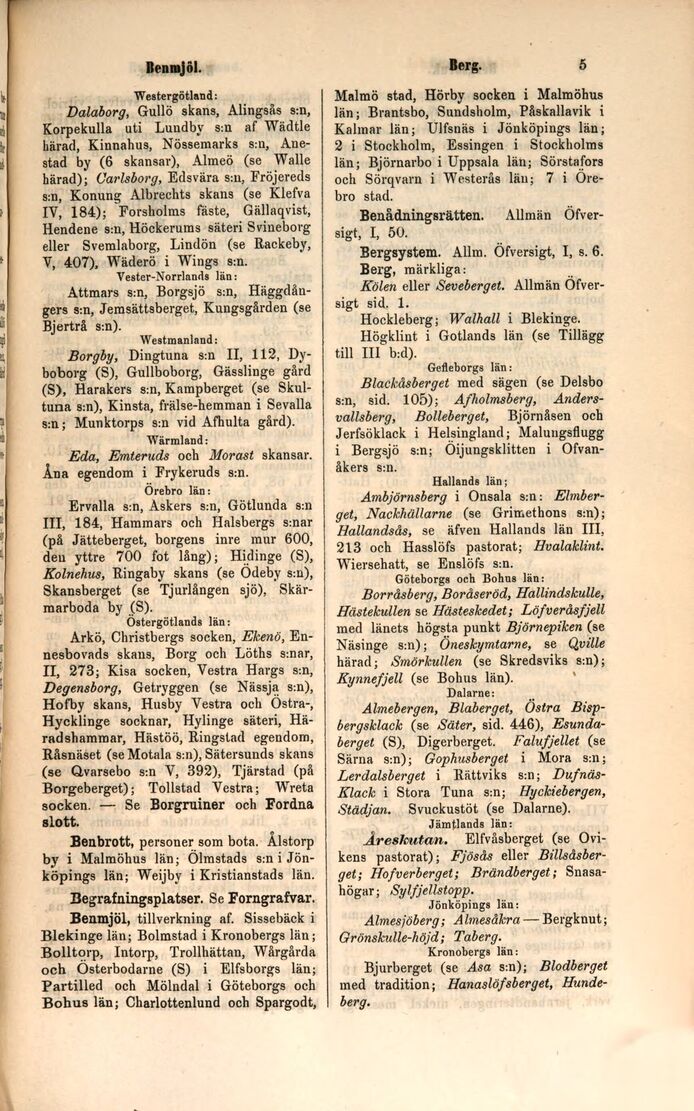 Benmjöl.
Berg. 5
Westergötland:
Dalaborg, Gullö skans, Alingsås s:n,
Korpekulla uti Lundby s:n af Wädtle
härad, Kinnahus, Nössemarks s:n, Ane-
stad by (6 skansar), Almeö (se Walle
härad); Carlsborg, Edsvära s:n, Fröjereds
s:n, Konung Albrechts skans (se Klefva
IV, 184); Forsholms fäste, Gällaqvist,
Hendene s:n, Höckerums säteri Svineborg
eller Svemlaborg, Lindön (se Rackeby,
V, 407), Wäderö i Wings s:n.
Vester-Norrlands län:
Attmars s:n, Borgsjö s:n, Häggdån-
gers s:n, Jemsättsberget, Kungsgården (se
Bjertrå s:n).
Westmanland:
Borgby, Dingtuna s:n II, 112, Dy-
boborg (S), Gullboborg, Gässlinge gård
(S), Harakers s:n, Kampberget (se Skul-
tuna s:n), Kinsta, frälse-hemman i Sevalla
s:n; Munktorps s:n vid Afhulta gård).
Wärmland:
Eda, Emteruds och Morast skansar.
Åna egendom i Frykeruds s:n.
Örebro län:
Ervalla s:n, Askers s:n, Götlunda s:n
III, 184, Hammars och Halsbergs s:nar
(på Jätteberget, borgens inre mur 600,
den yttre 700 fot lång); Hidinge (S),
Kolnehus, Ringaby skans (se Ödeby s:n),
Skansberget (se Tjurlången sjö), Skär-
marboda by (S).
Östergötlands län:
Arkö, Christbergs socken, Ekenö, En-
nesbovads skans, Borg och Löths s:nar,
II, 273; Kisa socken, Vestra Hargs s:n,
Degensborg, Getryggen (se Nässja s:n),
Hofby skans, Husby Vestra och Östra-,
Hycklinge socknar, Hylinge säteri, Hä-
radshammar, Hästöö, Ringstad egendom,
Råsnäset (se Motala s:n), Sätersunds skans
(se Qvarsebo s:n V, 392), Tjärstad (på
Borgeberget); Tollstad Vestra; Wreta
socken. — Se Borgruiner och Fordna
slott.
Benbrott, personer som bota. Ålstorp
by i Malmöhus län; Ölmstads s:n i Jön-
köpings län; Weijby i Kristianstads län.
Begrafningsplatser. Se Forngrafvar.
Benmjöl, tillverkning af. Sissebäck i
Blekinge län; Bolmstad i Kronobergs län;
Bolltorp, Intorp, Trollhättan, Wårgårda
och Österbodarne (S) i Elfsborgs län;
Partilled och Mölndal i Göteborgs och
Bohus län; Charlottenlund och Spargodt,
Malmö stad, Hörby socken i Malmöhus
län; Brantsbo, Sundsholm, Påskallavik i
Kalmar län; Ulfsnäs i Jönköpings län;
2 i Stockholm, Essingen i Stockholms
län; Björnarbo i Uppsala län; Sörstafors
och Sörqvarn i Westerås län; 7 i Öre-
bro stad.
Benådningsrätten. Allmän Öfver-
sigt, I, 50.
Bergsystem. Allm. Öfversigt, I, s. 6.
Berg, märkliga:
Kölen eller Seveberget. Allmän Öfver-
sigt sid. 1.
Hockleberg; Walhall i Blekinge.
Högklint i Gotlands län (se Tillägg
till III b:d).
Gefleborgs län:
Blackåsberget med sägen (se Delsbo
s:n, sid. 105); Afholmsberg, Anders-
vallsberg, Bolleberget, Björnåsen och
Jerfsöklack i Helsingland; Malungsflugg
i Bergsjö s:n; Öijungsklitten i Ofvan-
åkers s:n.
Hallands län;
Ambjörnsberg i Onsala s:n: Elmber-
get, Nackhällarne (se Grimethons s:n);
Hallandsås, se äfven Hallands län III,
213 och Hasslöfs pastorat; Hvalaklint.
Wiersehatt, se Enslöfs s:n.
Göteborgs och Bohus län:
Borråsberg, Boråseröd, Hallindskulle,
Hästekullen se Hästeskedet; Löfveråsfjell
med länets högsta punkt Björnepiken (se
Näsinge s:n); Öneskymtarne, se Qville
härad; Smörkullen (se Skredsviks s:n);
Kynnefjell (se Bohus län).
Dalarne:
Almebergen, Blaberget, Östra Bisp-
bergsklack (se Säter, sid. 446), Esunda-
berget (S), Digerberget. Falufjellet (se
Särna s:n); Gophusberget i Mora s:n;
Lerdalsberget i Rättviks s:n; Dufnäs-
Klack i Stora Tuna s:n; Hyckiebergen,
Städjan. Svuckustöt (se Dalarne).
Jämtlands län:
Åreskutan. Elfvåsberget (se Ovi-
kens pastorat); Fjösås eller Billsåsber-
get; Hofverberget; Brändberget; Snasa-
högar; Sylfjellstopp.
Jönköpings län:
Almesjöberg; Almesåkra — Bergknut;
Grönskulle-höjd; Taberg.
Kronobergs län:
Bjurberget (se Asa s:n); Blodberget
med tradition; Hanaslöfsberget, Hunde-
berg.